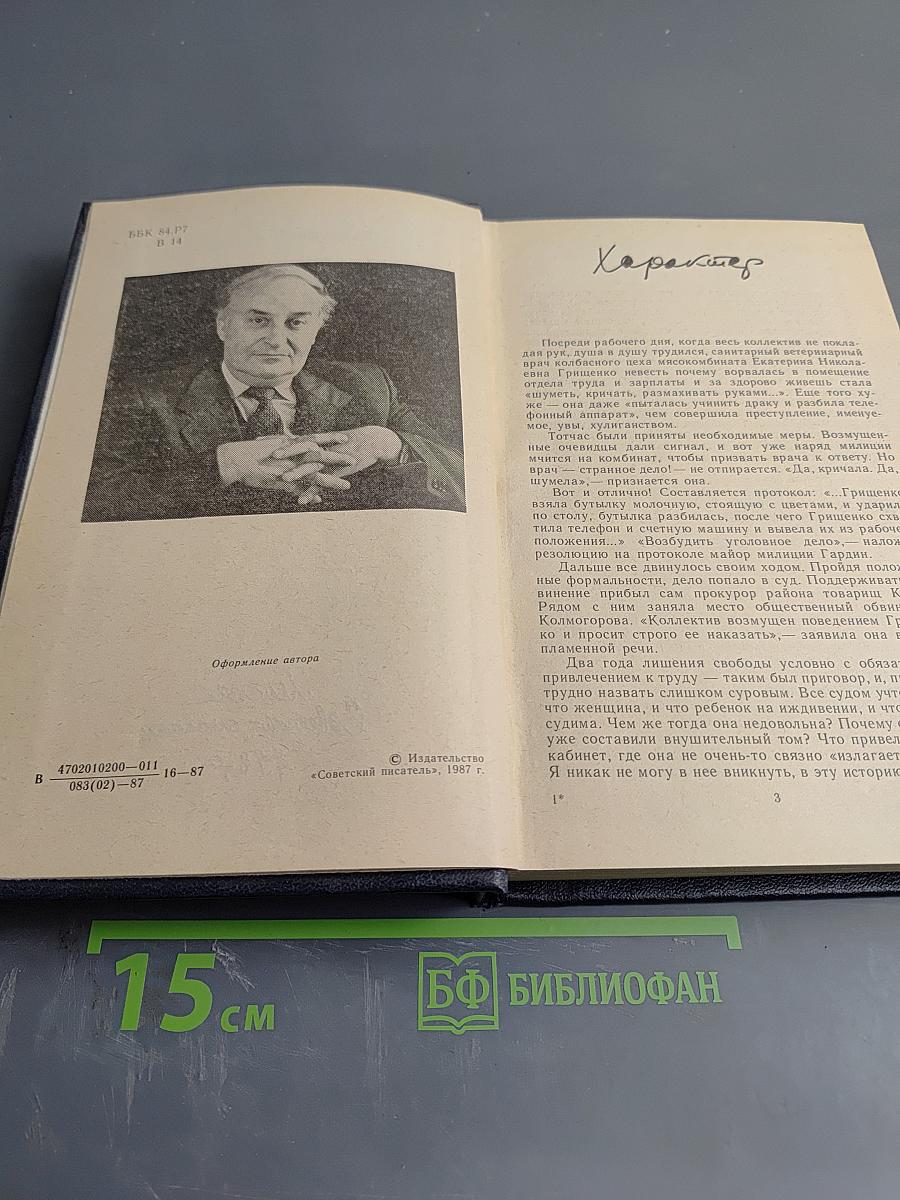 ББК 84.Р7
В 14
Оформление автора
В 4702010200—011 16—87
083(02)—87
© Издательство
«Советский писатель», 1987 г.
Характер
Посреди рабочего дня, когда весь коллектив не покла-
дая рук, душа в душу трудился, санитарный ветеринарный
врач колбасного цеха мясокомбината Екатерина Никола-
евна Грищенко невесть почему ворвалась в помещение
отдела труда и зарплаты и за здорово живешь стала
«шуметь, кричать, размахивать руками...». Еще того ху-
же — она даже «пыталась учинить драку и разбила теле-
фонный аппарат», чем совершила преступление, именуе-
мое, увы, хулиганством.
Тотчас были приняты необходимые меры. Возмущен-
ные очевидцы дали сигнал, и вот уже наряд милиции
мчится на комбинат, чтобы призвать врача к ответу. Но
врач — странное дело! — не отпирается. «Да, кричала. Да,
шумела»,— признается она.
Вот и отлично! Составляется протокол: «...Грищенко
взяла бутылку молочную, стоящую с цветами, и ударил
по столу, бутылка разбилась, после чего Грищенко схв
тила телефон и счетную машину и вывела их из рабоче
положения...» «Возбудить уголовное дело»,— налож
резолюцию на протоколе майор милиции Гардин.
Дальше все двинулось своим ходом. Пройдя полож
ные формальности, дело попало в суд. Поддерживат
винение прибыл сам прокурор района товарищ К
Рядом с ним заняла место общественный обвин
Колмогорова. «Коллектив возмущен поведением Гр
ко и просит строго ее наказать»,— заявила она в
пламенной речи.
Два года лишения свободы условно с обязат
привлечением к труду — таким был приговор, и, п
трудно назвать слишком суровым. Все судом учт
что женщина, и что ребенок на иждивении, и что
судима. Чем же тогда она недовольна? Почему е
уже составили внушительный том? Что привел
кабинет, где она не очень-то связно «излагает
Я никак не могу в нее вникнуть, в эту историю
1*
3
15 см
БФ БИБЛИОФАН